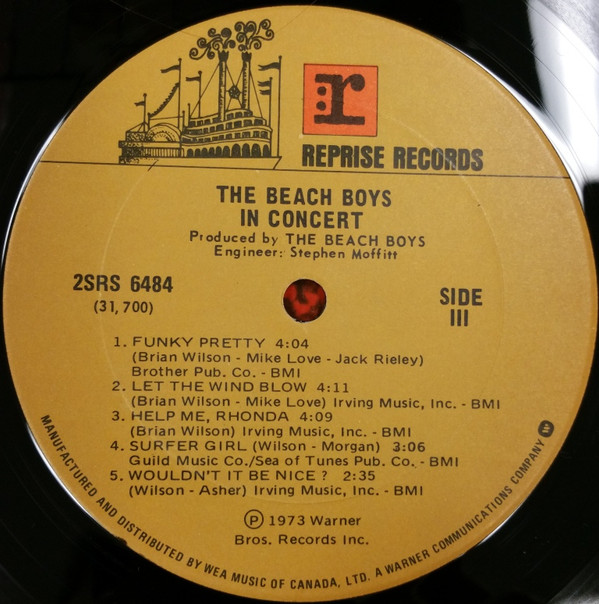 r
REPRISE RECORDS
THE BEACH BOYS
IN CONCERT
Produced by THE BEACH BOYS
Engineer: Stephen Moffitt
2SRS 6484
(31,700)
SIDE
III
1. FUNKY PRETTY 4:04
(Brian Wilson - Mike Love - Jack Rieley)
Brother Pub. Co. - BMI
2. LET THE WIND BLOW 4:11
(Brian Wilson - Mike Love) Irving Music, Inc. - BMI
3. HELP ME, RHONDA 4:09
(Brian Wilson) Irving Music, Inc. - BMI
4. SURFER GIRL (Wilson - Morgan) 3:06
Guild Music Co./Sea of Tunes Pub. Co. - BMI
5. WOULDN'T IT BE NICE ? 2:35
(Wilson - Asher) Irving Music, Inc. - BMI
Ⓟ 1973 Warner
Bros. Records Inc.
MANUFACTURED AND DISTRIBUTED BY WEA MUSIC OF CANADA, LTD. A WARNER COMMUNICATIONS COMPANY